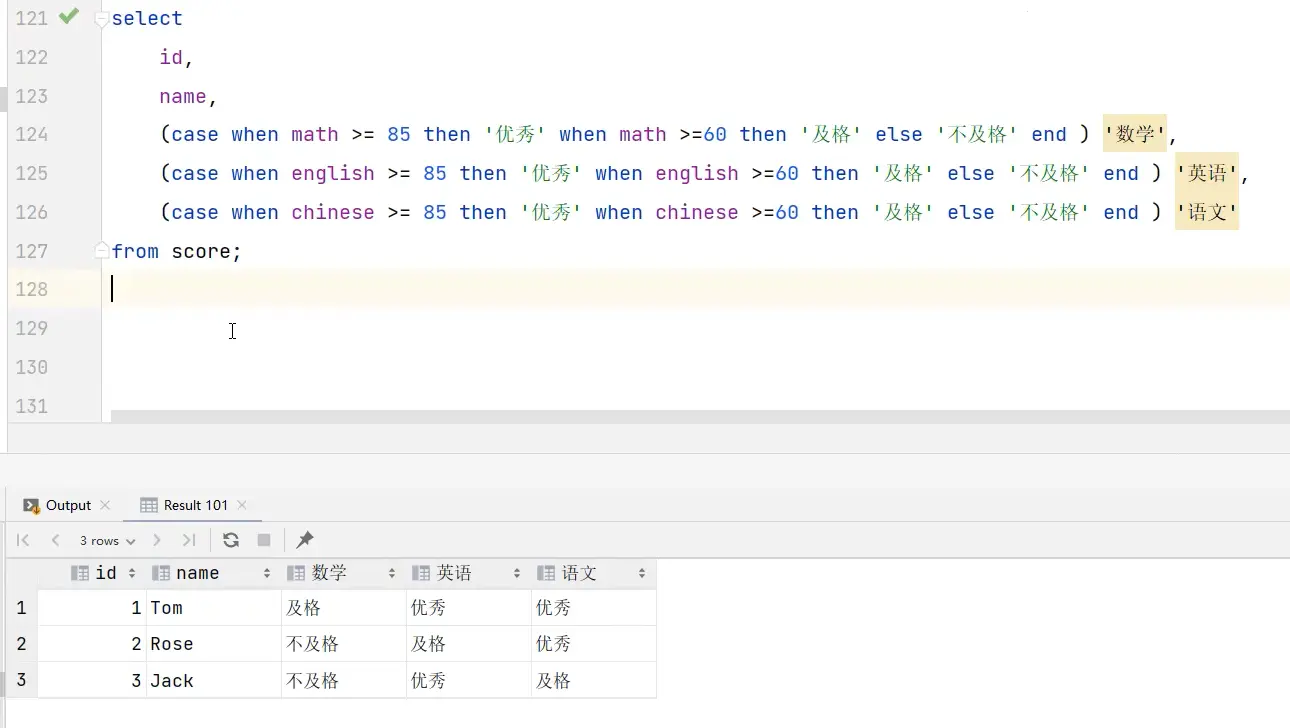 121 select
122 id,
123 name,
124 (case when math >= 85 then '优秀' when math >=60 then '及格' else '不及格' end ) '数学',
125 (case when english >= 85 then '优秀' when english >=60 then '及格' else '不及格' end ) '英语',
126 (case when chinese >= 85 then '优秀' when chinese >=60 then '及格' else '不及格' end ) '语文'
127 from score;
128
129
130
131
Output Result 101
3 rows
id name 数学 英语 语文
1 1 Tom 及格 优秀 优秀
2 2 Rose 不及格 及格 优秀
3 3 Jack 不及格 优秀 及格